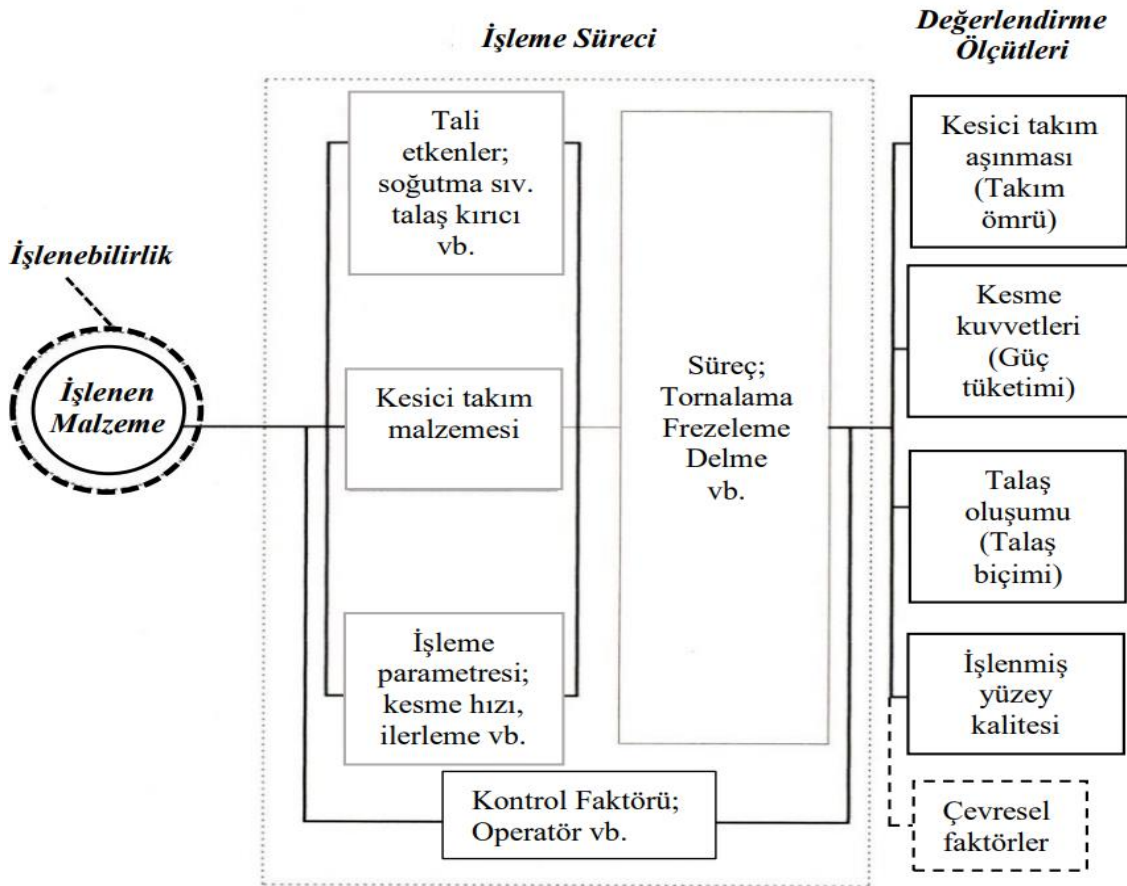 İşleme Süreci
Değerlendirme
Ölçütleri
İşlenebilirlik
İşlenen
Malzeme
Tali
etkenler;
soğutma sıv.
talaş kırıcı
vb.
Kesici takım
malzemesi
İşleme
parametresi;
kesme hızı,
ilerleme vb.
Süreç;
Tornalama
Frezeleme
Delme
vb.
Kontrol Faktörü;
Operatör vb.
Kesici takım
aşınması
(Takım
ömrü)
Kesme
kuvvetleri
(Güç
tüketimi)
Talaş
oluşumu
(Talaş
biçimi)
İşlenmiş
yüzey
kalitesi
Çevresel
faktörler